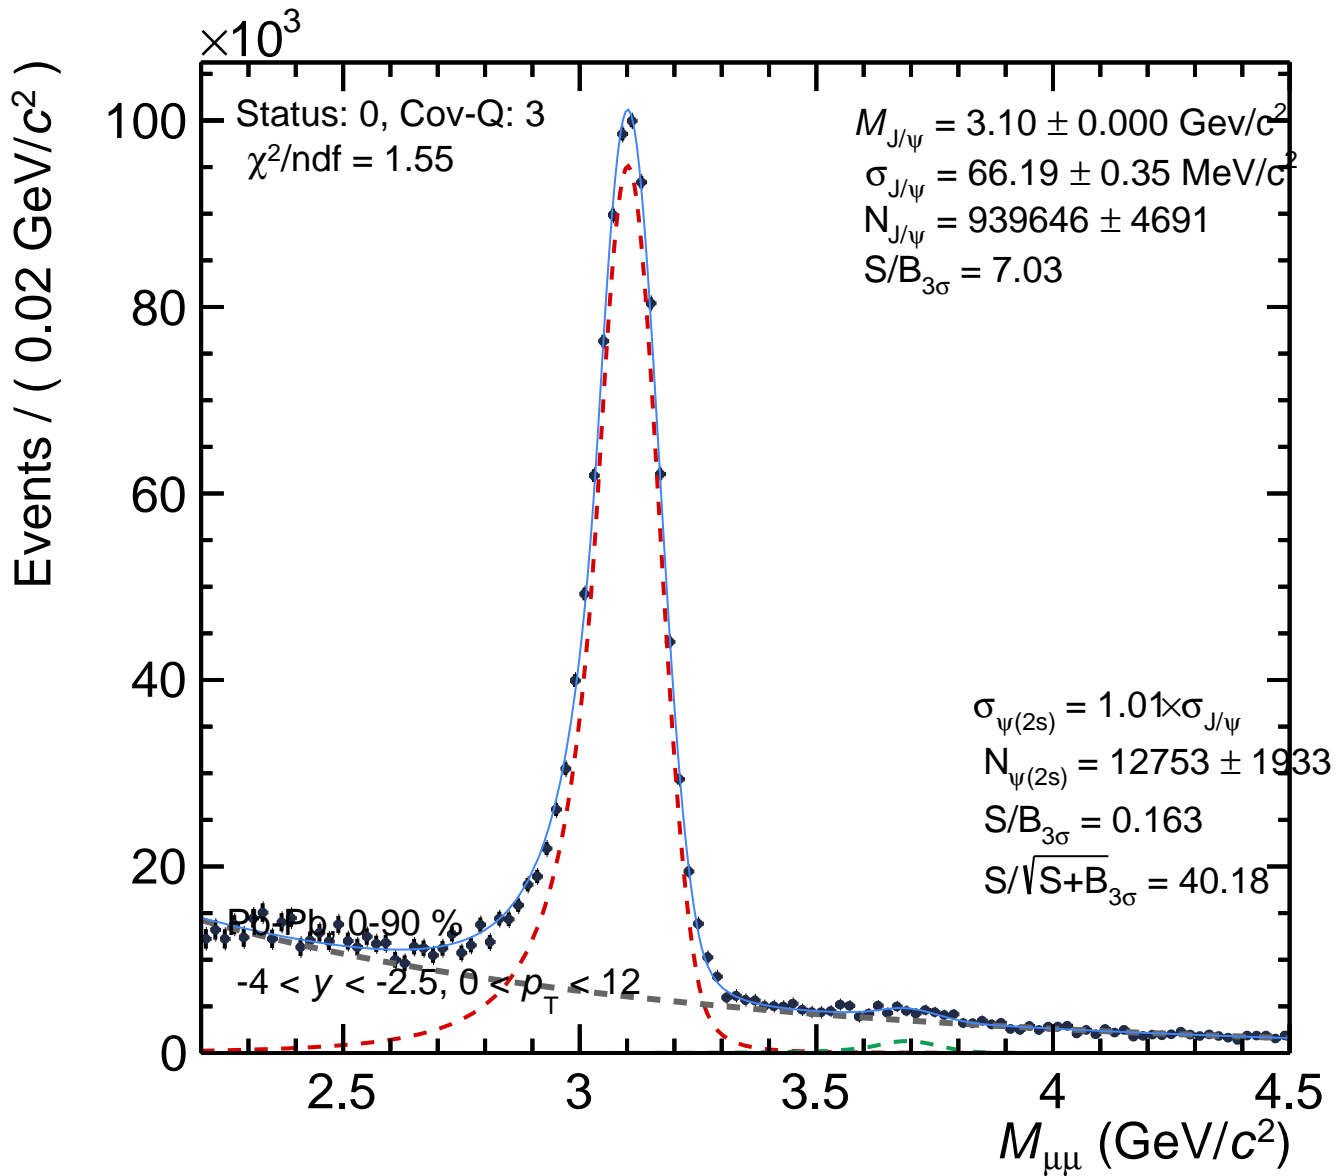 ×10³
Events / ( 0.02 GeV/c²)
Status: 0, Cov-Q: 3
χ²/ndf = 1.55
M_J/ψ = 3.10 ± 0.000 Gev/c²
σ_J/ψ = 66.19 ± 0.35 MeV/c²
N_J/ψ = 939646 ± 4691
S/B_3σ = 7.03
σ_ψ(2s) = 1.01×σ_J/ψ
N_ψ(2s) = 12753 ± 1933
S/B_3σ = 0.163
S/√S+B_3σ = 40.18
Pb-Pb, 0-90 %
-4 < y < -2.5, 0 < p_T < 12
100
80
60
40
20
0
2.5 3 3.5 4 4.5
M_μμ (GeV/c²)